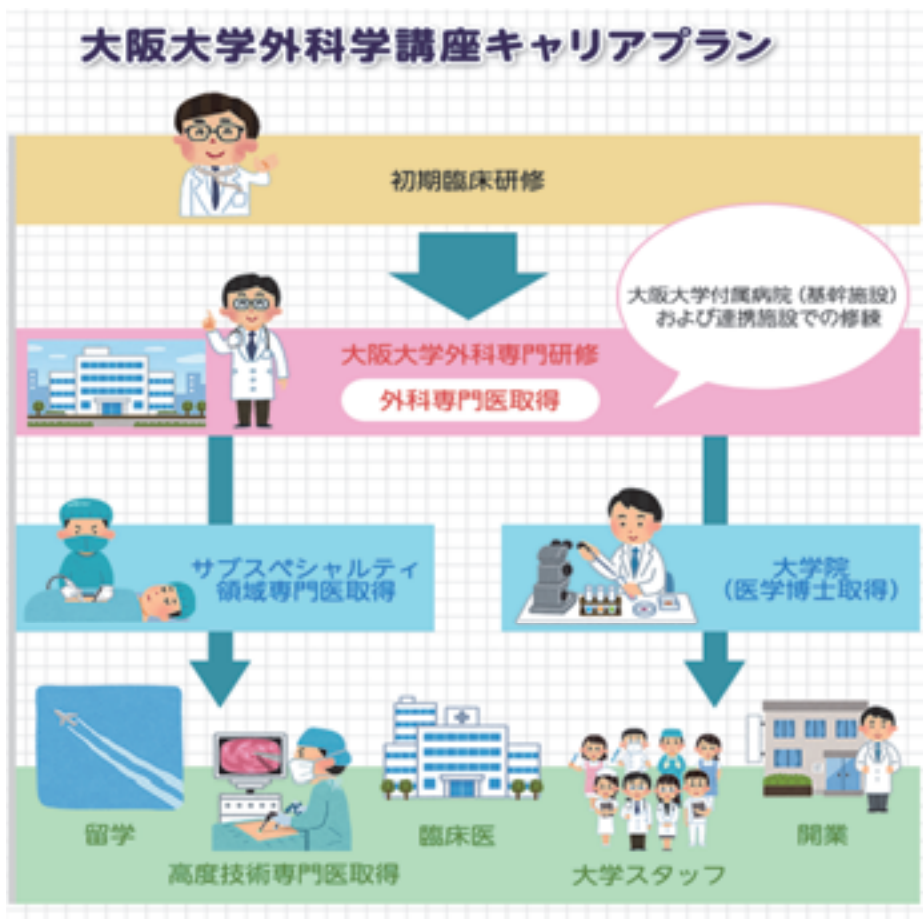 大阪大学外科学講座キャリアプラン
初期臨床研修
大阪大学付属病院（基幹施設）
および連携施設での修練
大阪大学外科専門研修
外科専門医取得
サブスペシャルティ
領域専門医取得
大学院
（医学博士取得）
留学
高度技術専門医取得
臨床医
大学スタッフ
開業